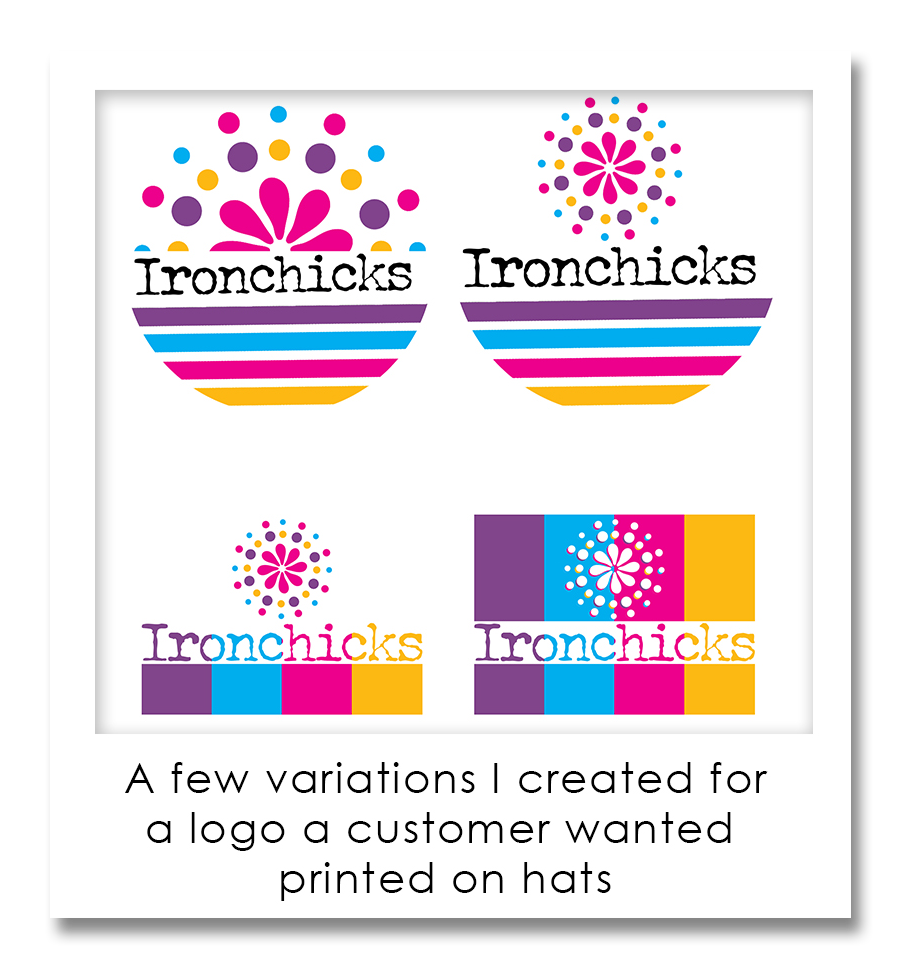 Ironchicks
Ironchicks
Ironchicks
Ironchicks
A few variations I created for
a logo a customer wanted
printed on hats